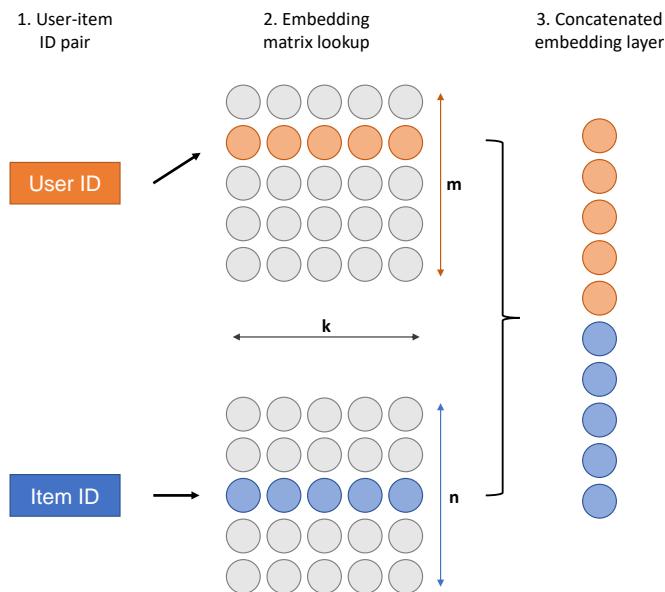 1. User-item
ID pair
2. Embedding
matrix lookup
3. Concatenated
embedding layer
User ID
m
k
Item ID
n